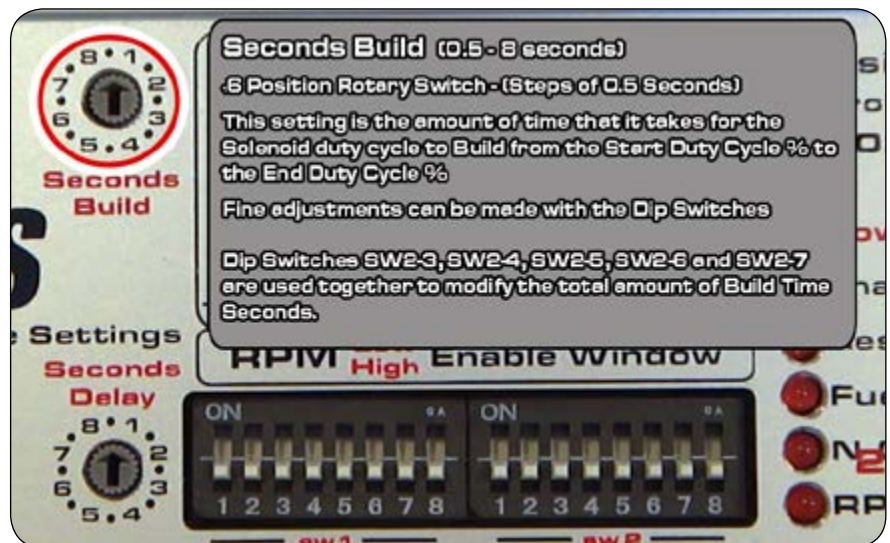 Seconds Build (0.5 - 8 seconds)
.6 Position Rotary Switch - (Steps of 0.5 Seconds)
This setting is the amount of time that it takes for the
Solenoid duty cycle to Build from the Start Duty Cycle % to
the End Duty Cycle %
Fine adjustments can be made with the Dip Switches
Dip Switches SW2-3, SW2-4, SW2-5, SW2-6 and SW2-7
are used together to modify the total amount of Build Time
Seconds.
8 1
7 2
6 3
5 4
Seconds
Build
S
Settings
RPM High Enable Window
Seconds
Delay
8 1
7 2
6 3
5 4
ON ON
1 2 3 4 5 6 7 8 1 2 3 4 5 6 7 8
sw 1 sw 2
Fue
RP